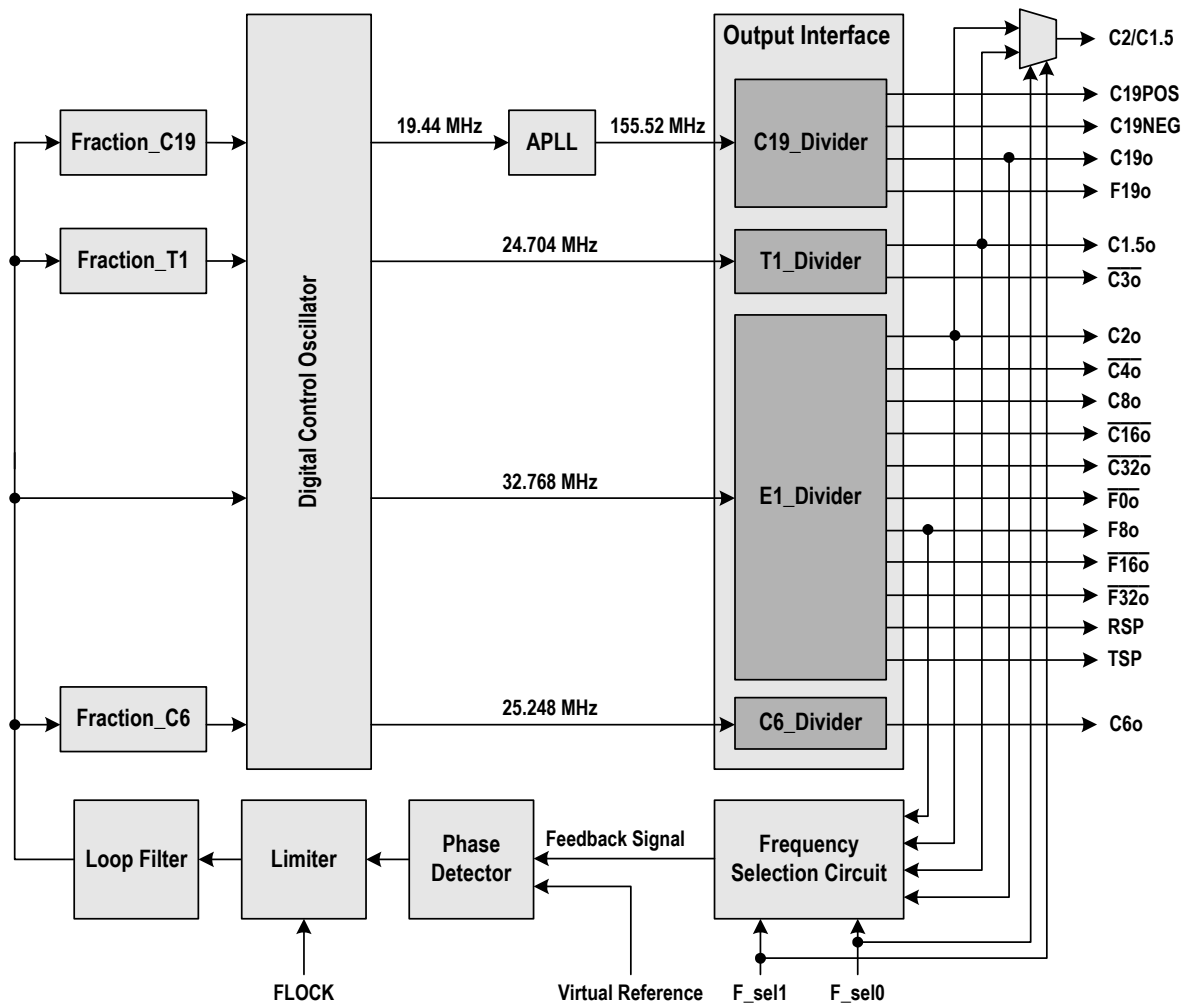 Output Interface
C2/C1.5
C19POS
Fraction_C19
19.44 MHz
APLL
155.52 MHz
C19_Divider
C19NEG
C19o
F19o
Fraction_T1
24.704 MHz
T1_Divider
C1.5o
C3o
Digital Control Oscillator
C2o
C4o
C8o
C16o
C32o
32.768 MHz
E1_Divider
F0o
F8o
F16o
F32o
RSP
TSP
Fraction_C6
25.248 MHz
C6_Divider
C6o
Loop Filter
Limiter
Phase
Detector
Feedback Signal
Frequency
Selection Circuit
FLOCK
Virtual Reference
F_sel1
F_sel0